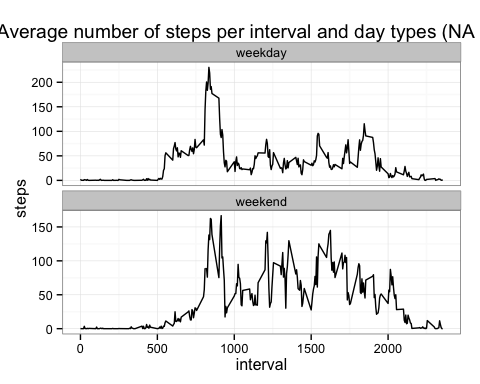 Average number of steps per interval and day types (NA
weekday
200
150
100
50
0
steps
weekend
150
100
50
0
0 500 1000 1500 2000
interval